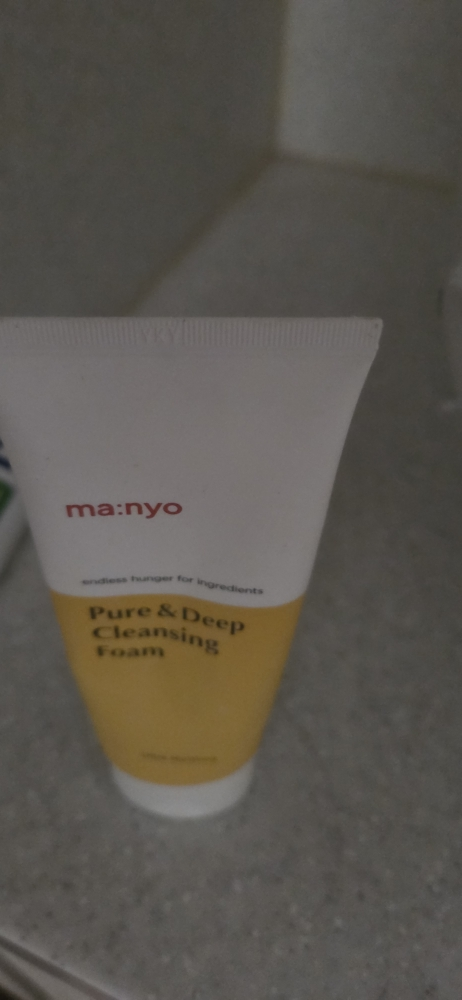 ma:nyo
endless hunger for ingredients
Pure & Deep
Cleansing
Foam